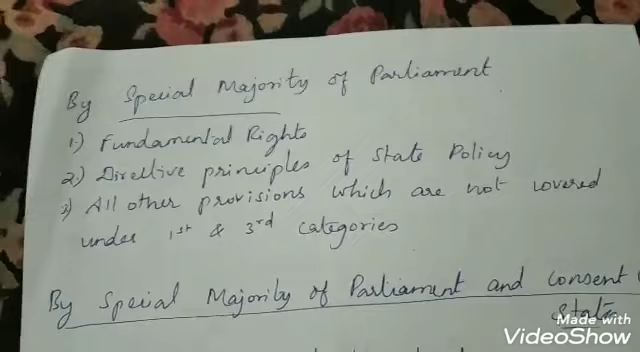 By Special Majority of Parliament
1.) Fundamental Rights
2.) Directive principles of State Policy
3) All other provisions which are not covered
under 1st & 3rd categories
By Special Majority of Parliament and consent
State
Made with
VideoShow